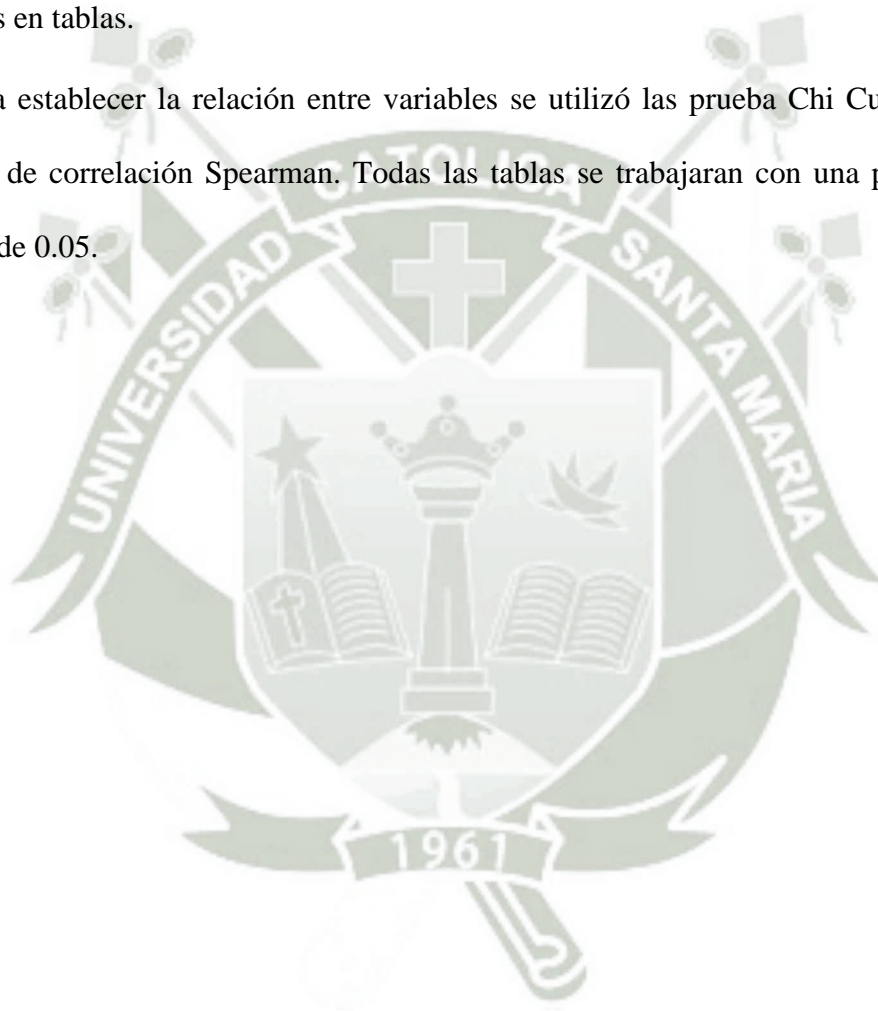 s en tablas.
a establecer la relación entre variables se utilizó las prueba Chi Cu
de correlación Spearman. Todas las tablas se trabajaran con una p
de 0.05.
UNIVERSIDAD CATOLICA SANTA MARIA
1961